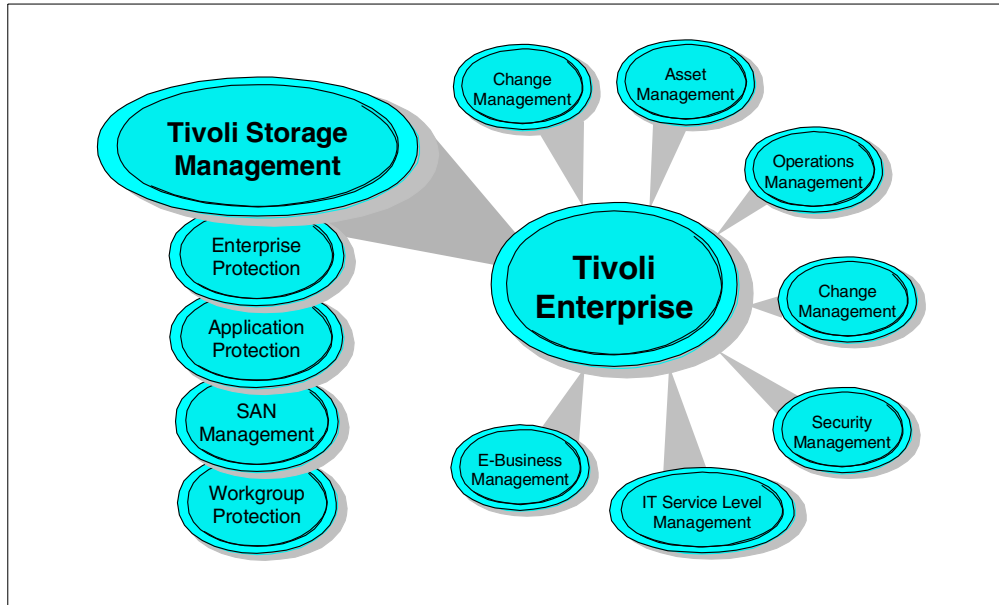 Tivoli Storage
Management
Enterprise
Protection
Application
Protection
SAN
Management
Workgroup
Protection
Change
Management
Asset
Management
Operations
Management
Tivoli
Enterprise
Change
Management
Security
Management
IT Service Level
Management
E-Business
Management